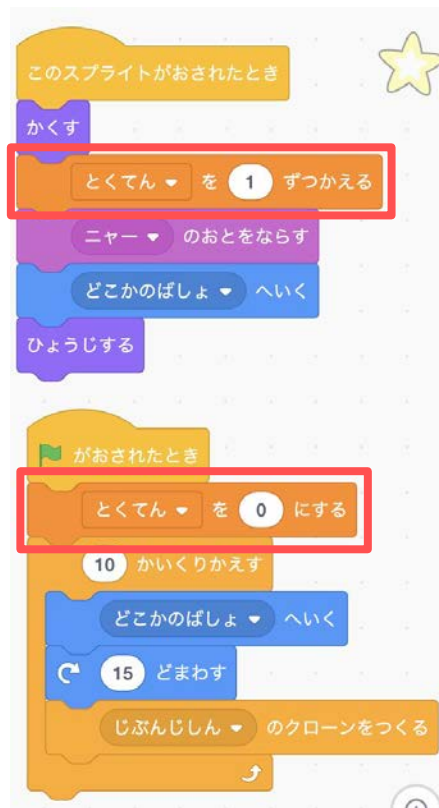 このスプライトがおされたとき
かくす
とくてん を 1 ずつかえる
ニャー のおとをならす
どこかのばしょ へいく
ひょうじする
がおされたとき
とくてん を 0 にする
10 かいくりかえす
どこかのばしょ へいく
15 どまわす
じぶんじしん のクローンをつくる